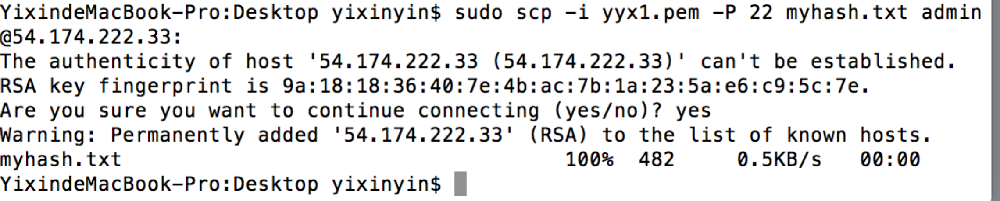 YixindeMacBook-Pro:Desktop yixinyin$ sudo scp -i yyx1.pem -P 22 myhash.txt admin
@54.174.222.33:
The authenticity of host '54.174.222.33 (54.174.222.33)' can't be established.
RSA key fingerprint is 9a:18:18:36:40:7e:4b:ac:7b:1a:23:5a:e6:c9:5c:7e.
Are you sure you want to continue connecting (yes/no)? yes
Warning: Permanently added '54.174.222.33' (RSA) to the list of known hosts.
myhash.txt 100% 482 0.5KB/s 00:00
YixindeMacBook-Pro:Desktop yixinyin$